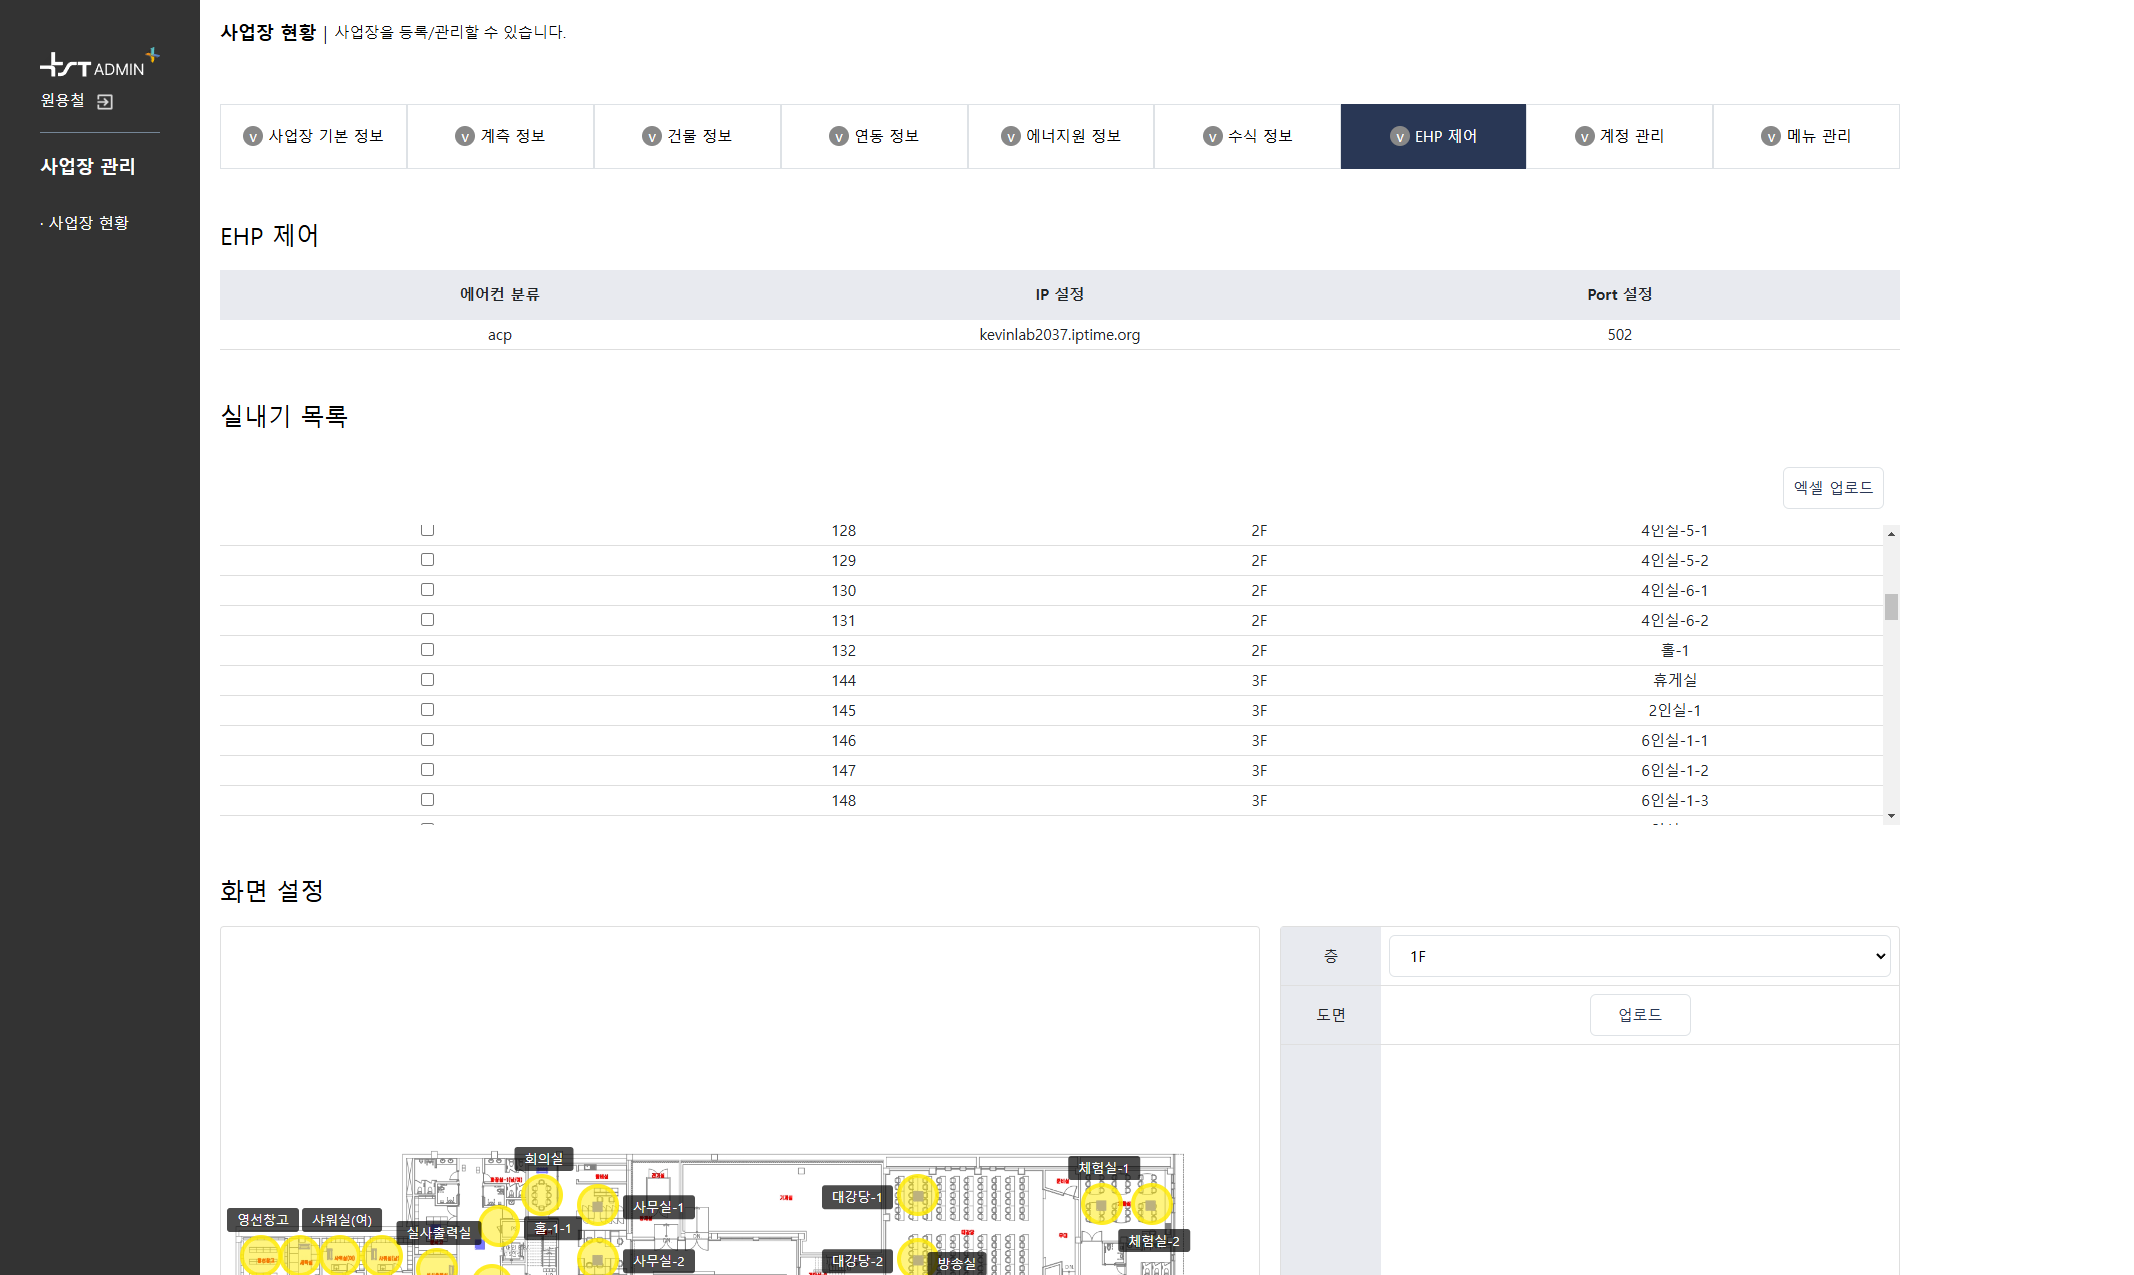 사업장 현황 | 사업장을 등록/관리할 수 있습니다.
TST ADMIN
원용철
사업장 관리
· 사업장 현황
v 사업장 기본 정보
v 계측 정보
v 건물 정보
v 연동 정보
v 에너지원 정보
v 수식 정보
v EHP 제어
v 계정 관리
v 메뉴 관리
EHP 제어
에어컨 분류 IP 설정 Port 설정
acp kevinlab2037.iptime.org 502
실내기 목록
엑셀 업로드
128 2F 4인실-5-1
129 2F 4인실-5-2
130 2F 4인실-6-1
131 2F 4인실-6-2
132 2F 홀-1
144 3F 휴게실
145 3F 2인실-1
146 3F 6인실-1-1
147 3F 6인실-1-2
148 3F 6인실-1-3
화면 설정
층 1F
도면 업로드
회의실
체험실-1
대강당-1
사무실-1
영선창고
샤워실(여)
홀-1-1
실사출력실
체험실-2
사무실-2
대강당-2
방송실